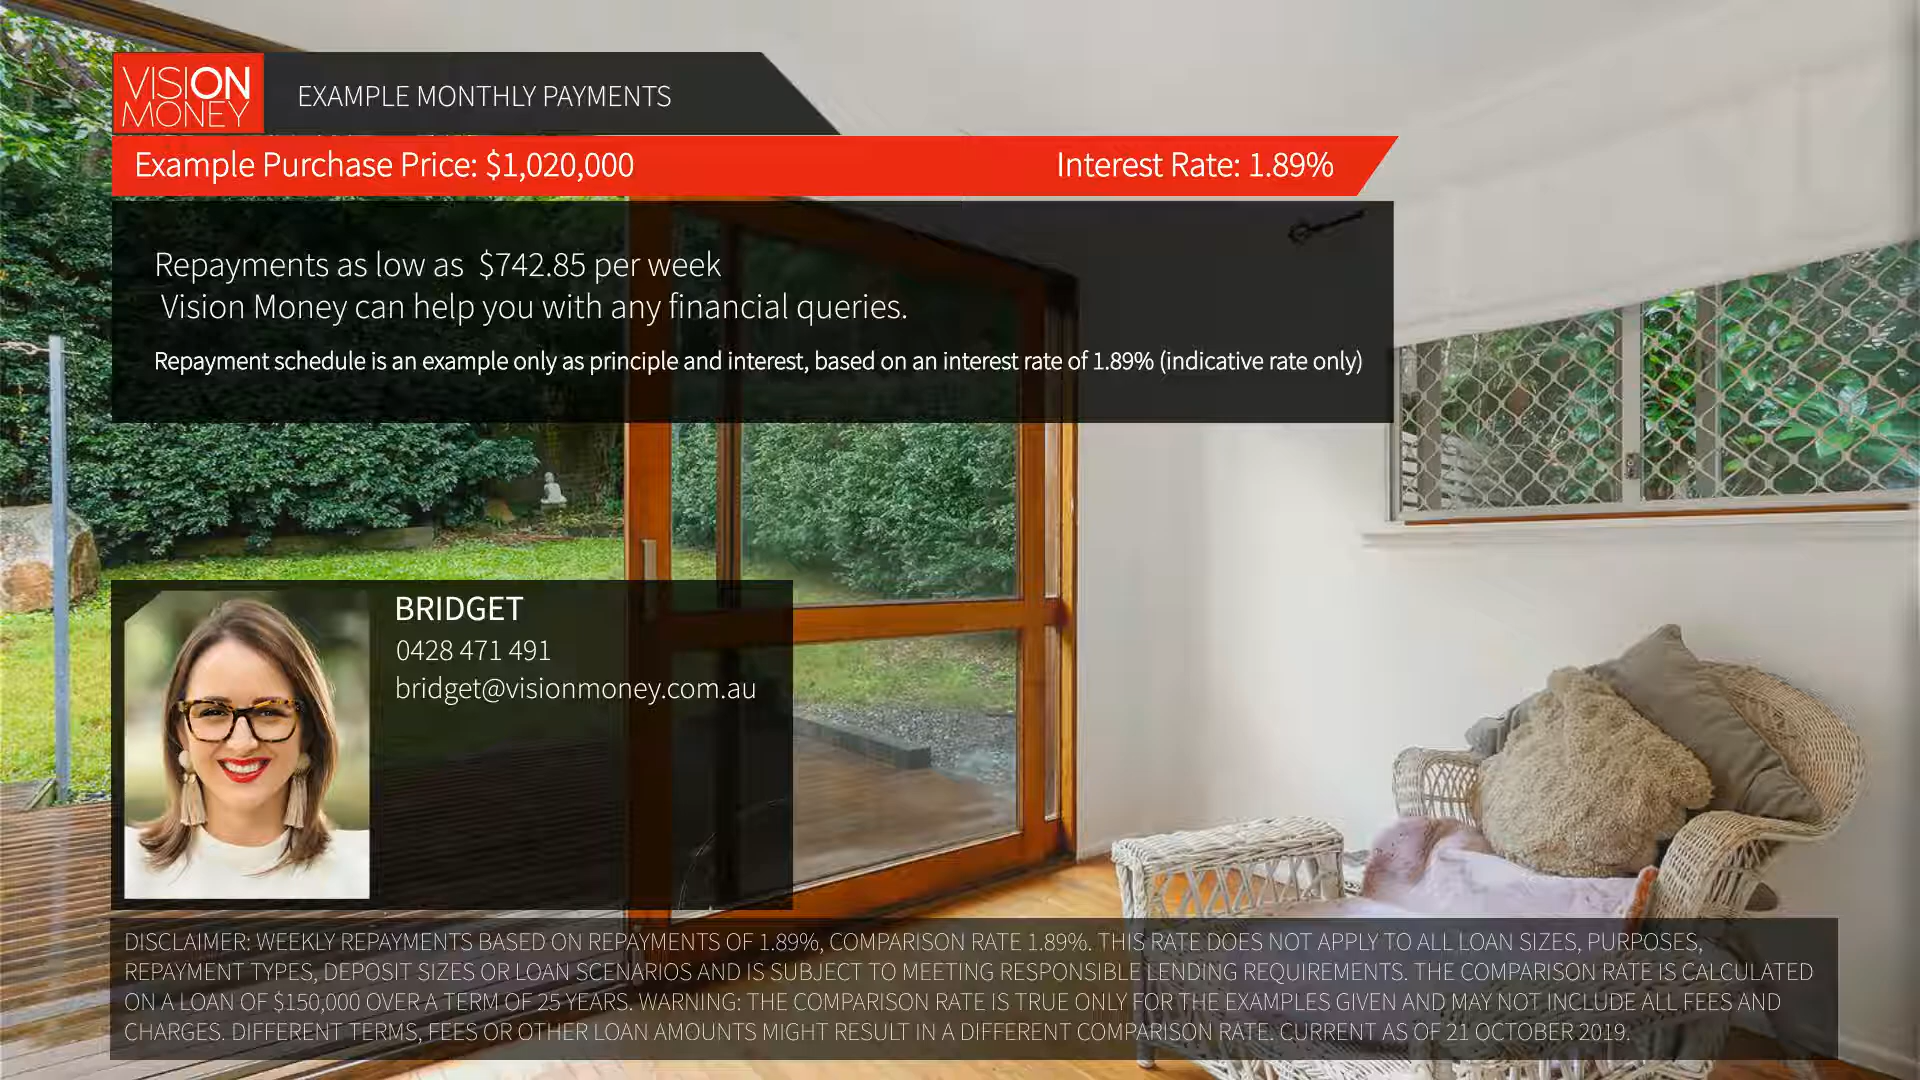 VISION
MONEY
EXAMPLE MONTHLY PAYMENTS
Example Purchase Price: $1,020,000
Interest Rate: 1.89%
Repayments as low as $742.85 per week
Vision Money can help you with any financial queries.
Repayment schedule is an example only as principle and interest, based on an interest rate of 1.89% (indicative rate only)
BRIDGET
0428 471 491
bridget@visionmoney.com.au
DISCLAIMER: WEEKLY REPAYMENTS BASED ON REPAYMENTS OF 1.89%, COMPARISON RATE 1.89%. THIS RATE DOES NOT APPLY TO ALL LOAN SIZES, PURPOSES,
REPAYMENT TYPES, DEPOSIT SIZES OR LOAN SCENARIOS AND IS SUBJECT TO MEETING RESPONSIBLE LENDING REQUIREMENTS. THE COMPARISON RATE IS CALCULATED
ON A LOAN OF $150,000 OVER A TERM OF 25 YEARS. WARNING: THE COMPARISON RATE IS TRUE ONLY FOR THE EXAMPLES GIVEN AND MAY NOT INCLUDE ALL FEES AND
CHARGES. DIFFERENT TERMS, FEES OR OTHER LOAN AMOUNTS MIGHT RESULT IN A DIFFERENT COMPARISON RATE. CURRENT AS OF 21 OCTOBER 2019.